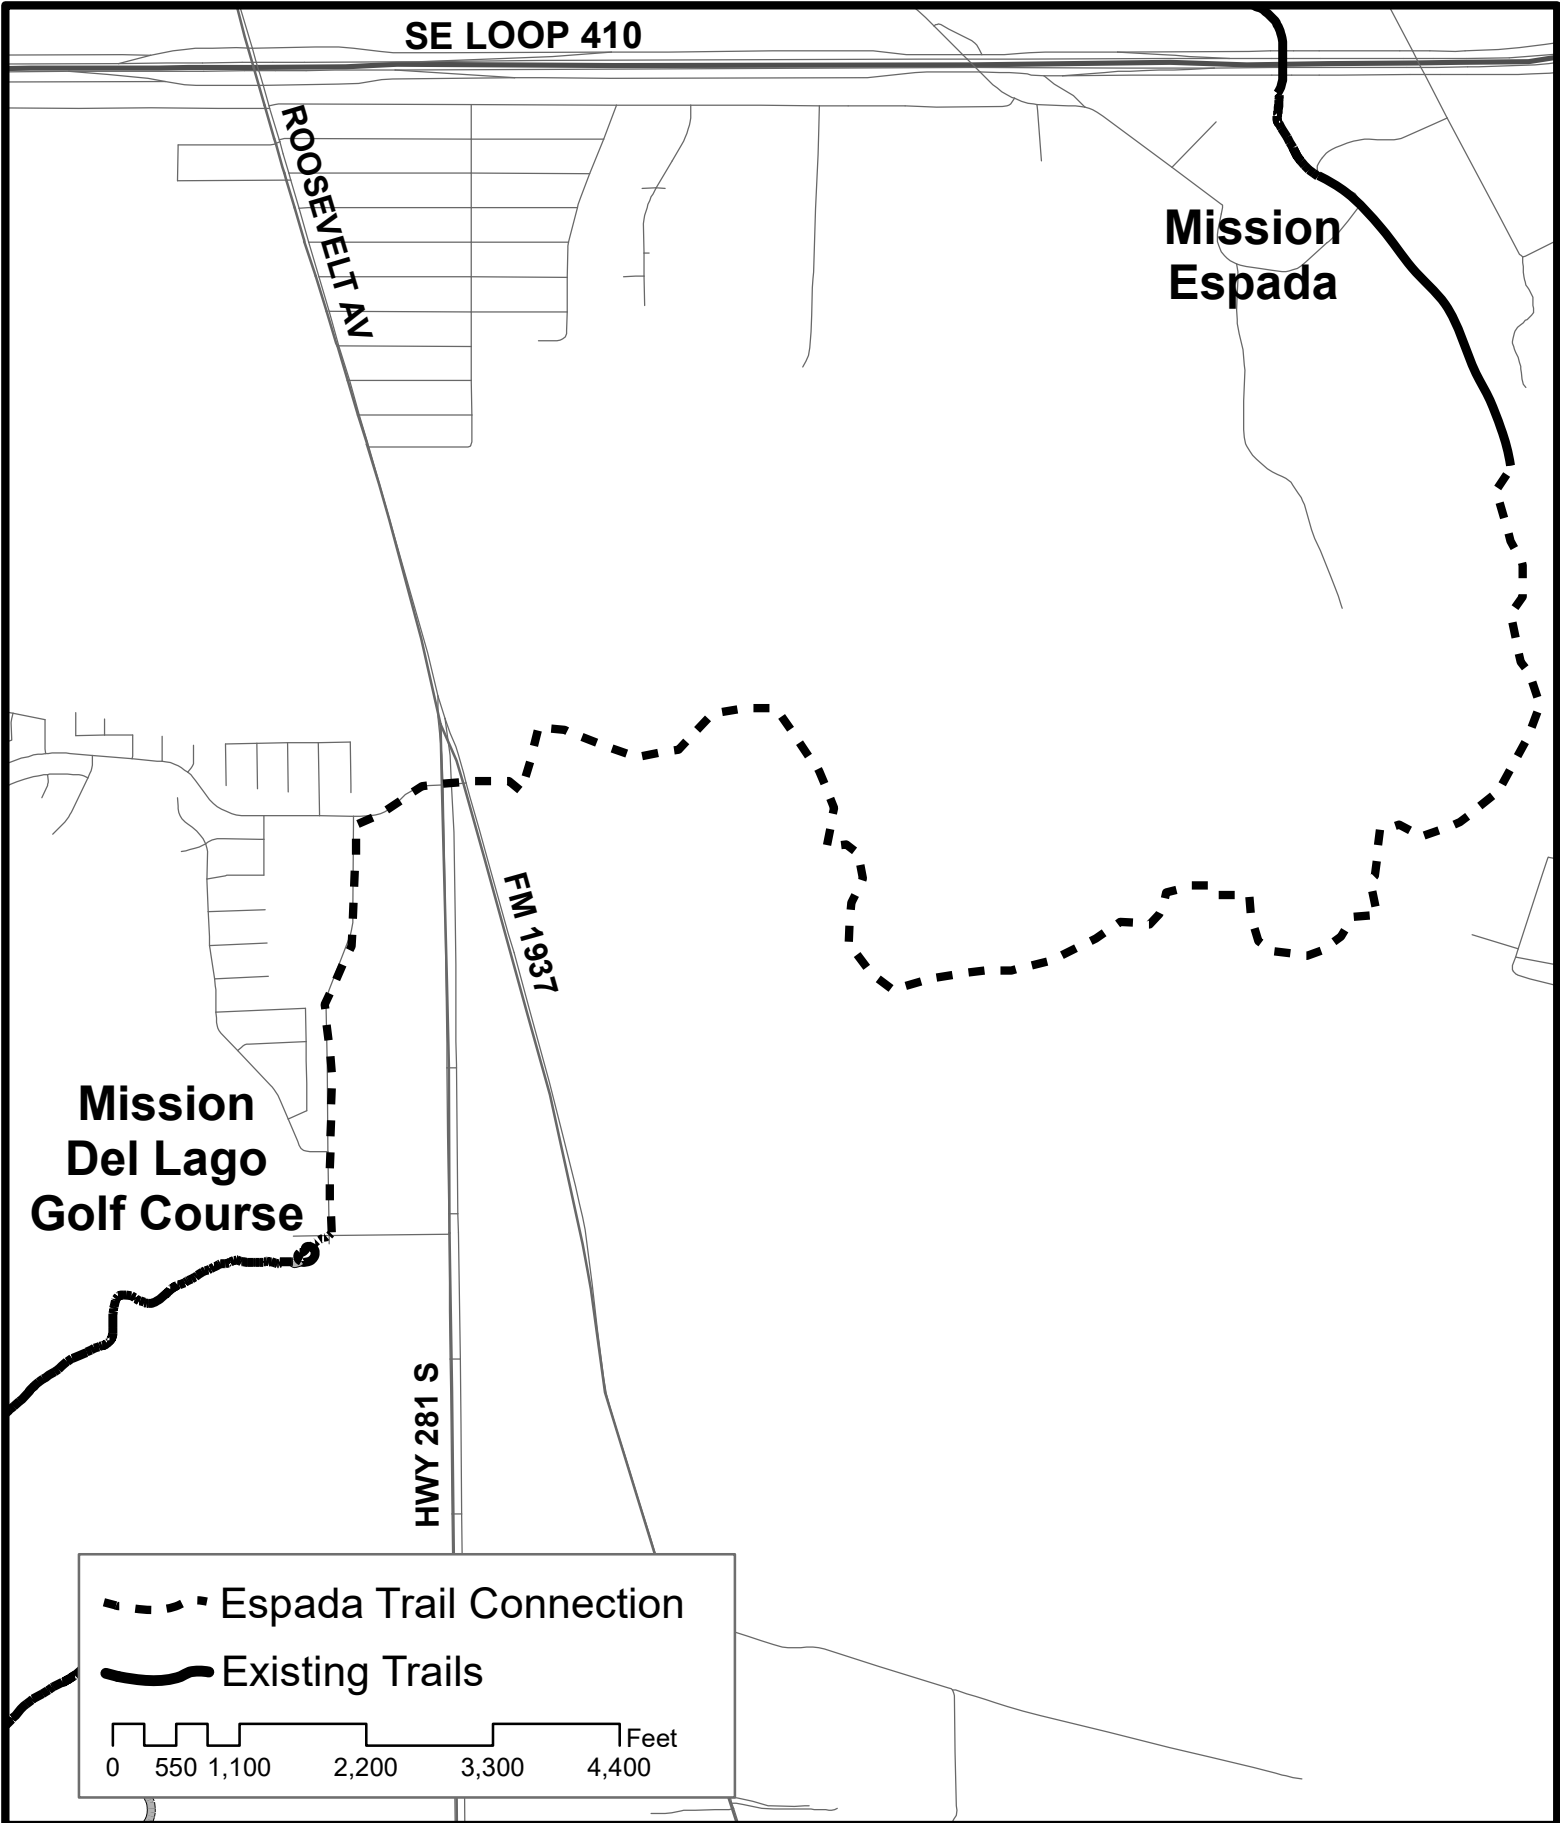 SE LOOP 410
ROOSEVELT AV
Mission
Espada
FM 1937
Mission
Del Lago
Golf Course
HWY 281 S
Espada Trail Connection
Existing Trails
Feet
0 550 1,100 2,200 3,300 4,400